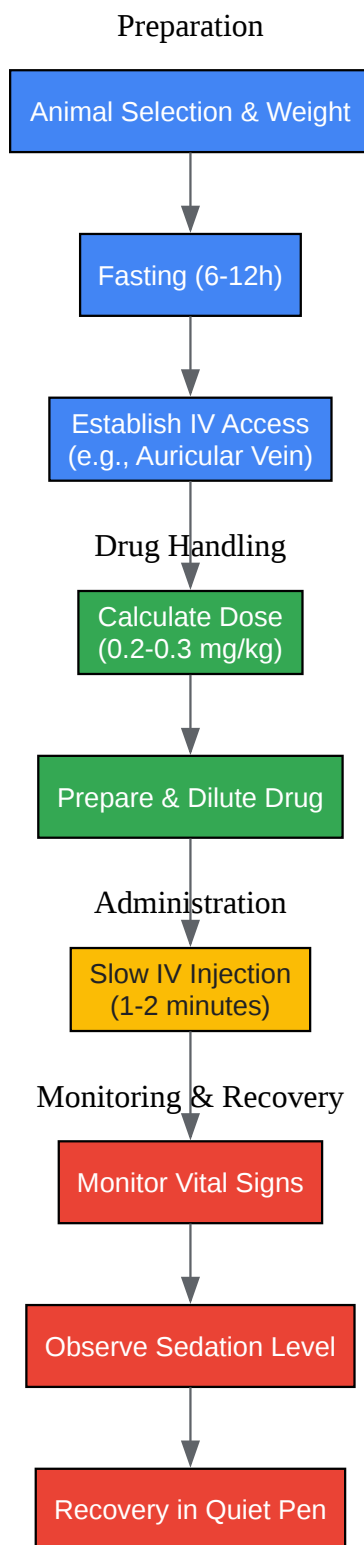 Preparation
Animal Selection & Weight
Fasting (6-12h)
Establish IV Access
(e.g., Auricular Vein)
Drug Handling
Calculate Dose
(0.2-0.3 mg/kg)
Prepare & Dilute Drug
Administration
Slow IV Injection
(1-2 minutes)
Monitoring & Recovery
Monitor Vital Signs
Observe Sedation Level
Recovery in Quiet Pen